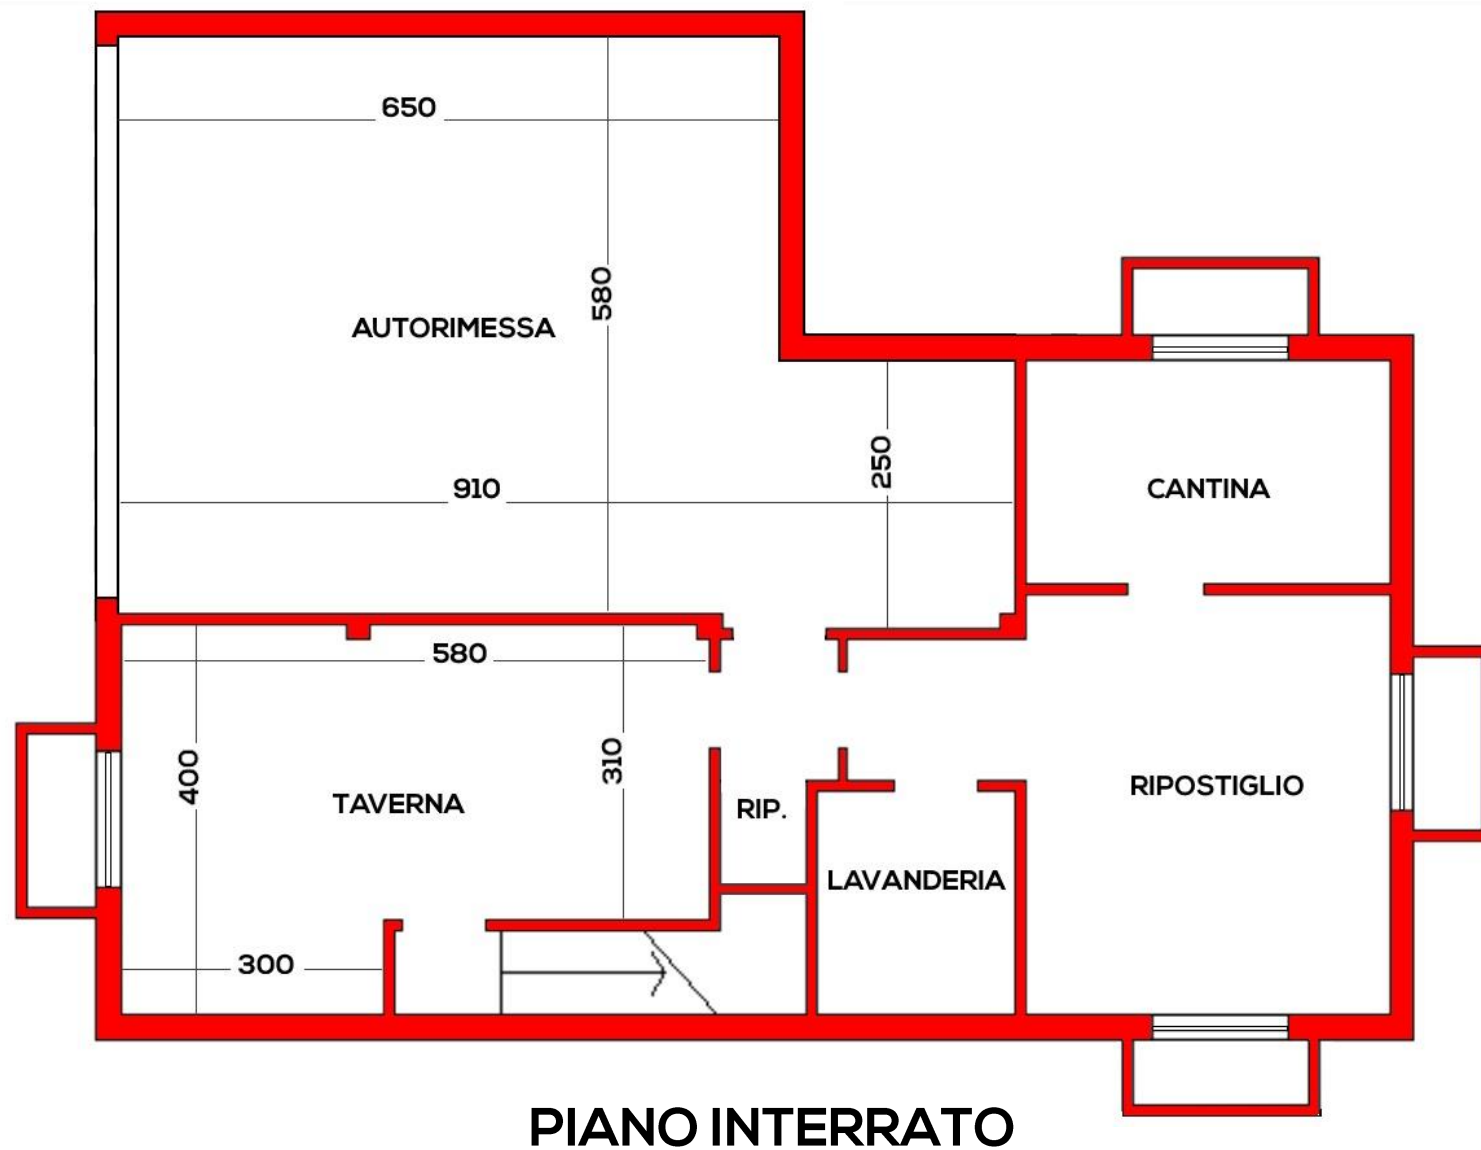 650
580
AUTORIMESSA
250
910
CANTINA
580
310
400
TAVERNA
RIPOSTIGLIO
RIP.
LAVANDERIA
300
PIANO INTERRATO